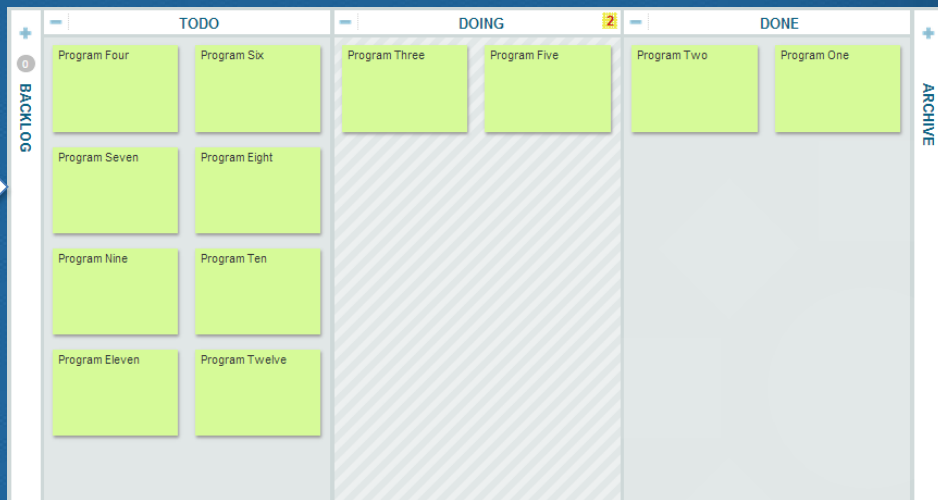 TODO
DOING
2
DONE
0
BACKLOG
ARCHIVE
Program Four
Program Six
Program Seven
Program Eight
Program Nine
Program Ten
Program Eleven
Program Twelve
Program Three
Program Five
Program Two
Program One